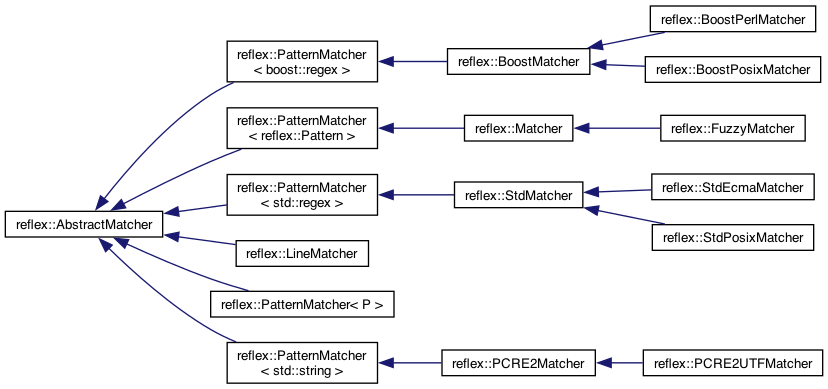 reflex::BoostPerlMatcher
reflex::PatternMatcher
< boost::regex >
reflex::BoostMatcher
reflex::BoostPosixMatcher
reflex::PatternMatcher
< reflex::Pattern >
reflex::Matcher
reflex::FuzzyMatcher
reflex::PatternMatcher
< std::regex >
reflex::StdMatcher
reflex::StdEcmaMatcher
reflex::AbstractMatcher
reflex::StdPosixMatcher
reflex::LineMatcher
reflex::PatternMatcher< P >
reflex::PatternMatcher
< std::string >
reflex::PCRE2Matcher
reflex::PCRE2UTFMatcher